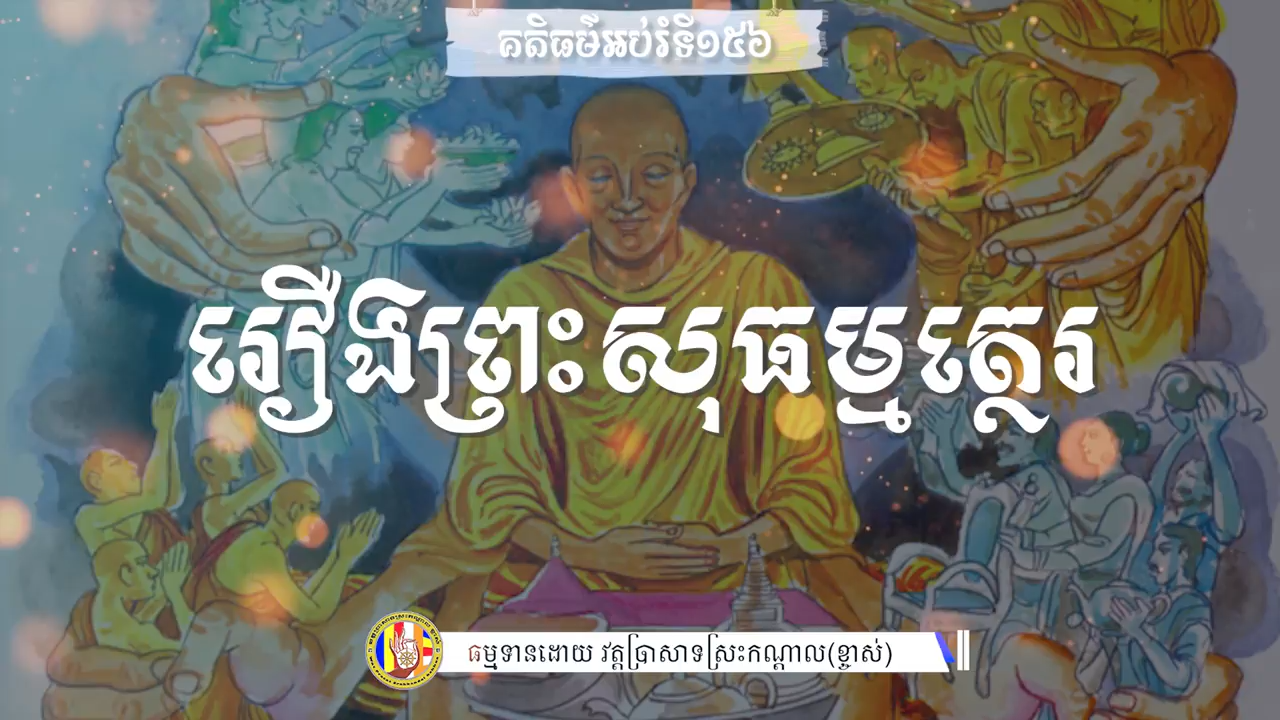 គតិធម៌អប់រំទី១៥៦
រឿងព្រះសុធម្មត្ថេរ
ធម្មទានដោយ វត្តប្រាសាទស្រះកណ្តាល(ខ្ចាស់)